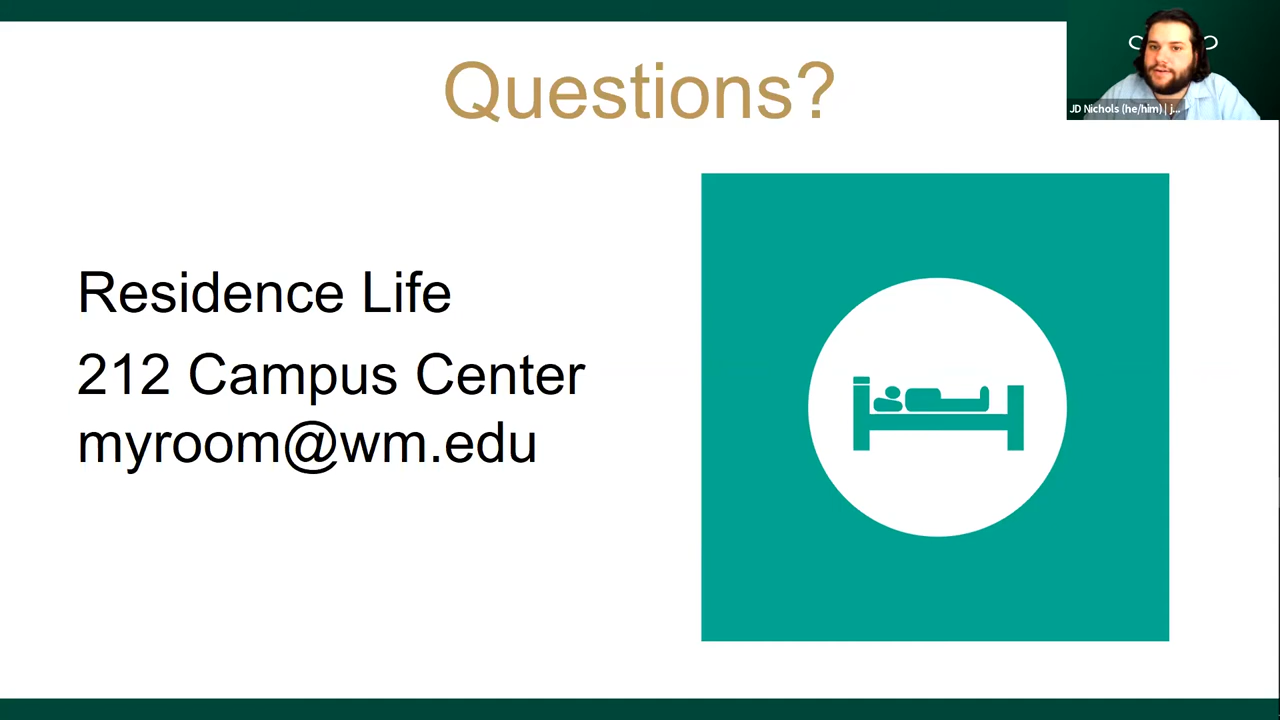 Questions?
JD Nichols (he/him) | j...
Residence Life
212 Campus Center
myroom@wm.edu